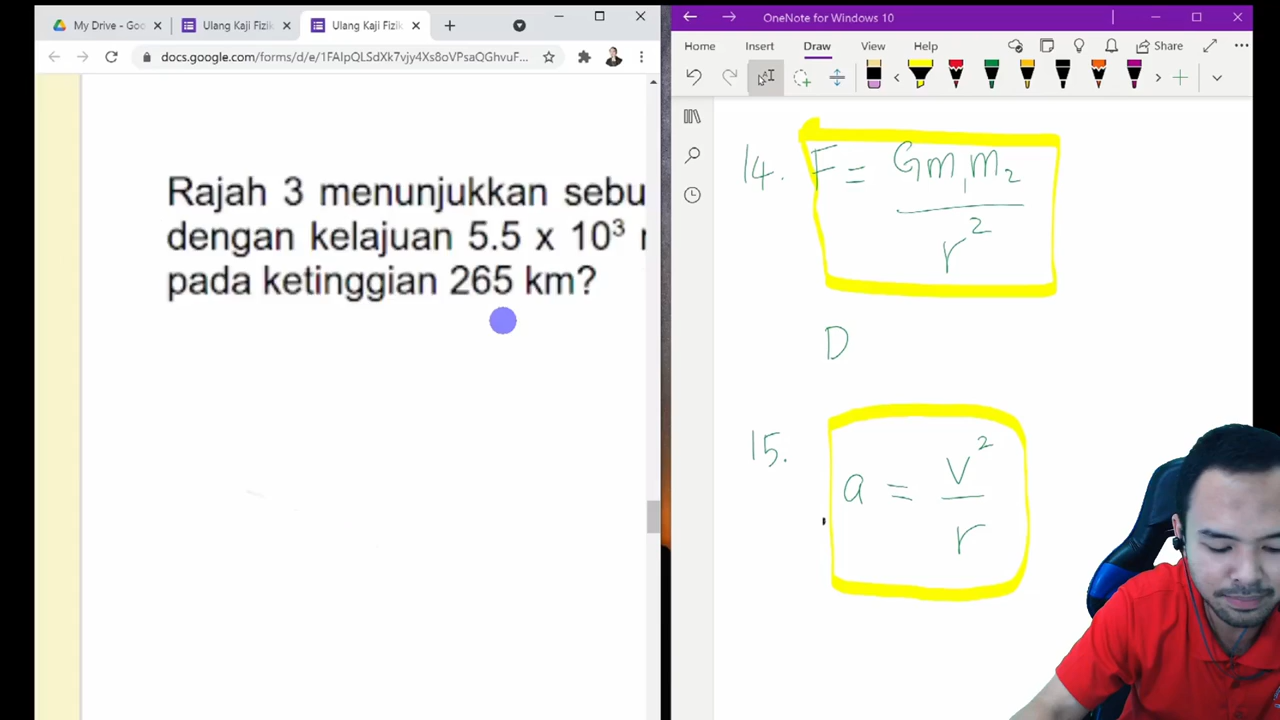 My Drive - Goo
Ulang Kaji Fizik
Ulang Kaji Fizik
docs.google.com/forms/d/e/1FAIpQLSdXk7vjy4Xs8oVPsaQGhvuF...
Rajah 3 menunjukkan sebu
dengan kelajuan 5.5 x 10³
pada ketinggian 265 km?
OneNote for Windows 10
Home Insert Draw View Help Share
14. F = Gm₁m₂
r²
D
15. a = v²
r